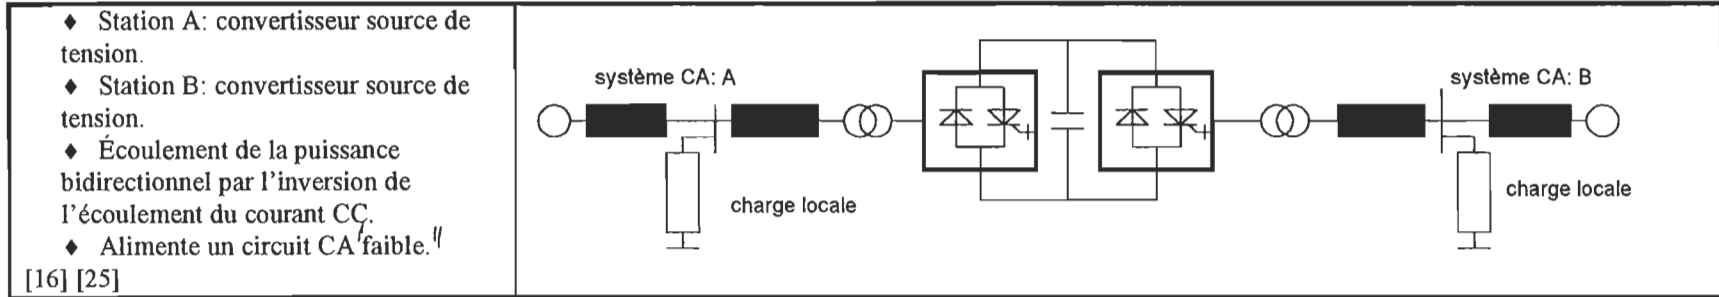 ♦ Station A: convertisseur source de
tension.
♦ Station B: convertisseur source de
tension.
♦ Écoulement de la puissance
bidirectionnel par l'inversion de
l'écoulement du courant CC.
♦ Alimente un circuit CA faible.
[16] [25]
système CA: A
système CA: B
charge locale
charge locale